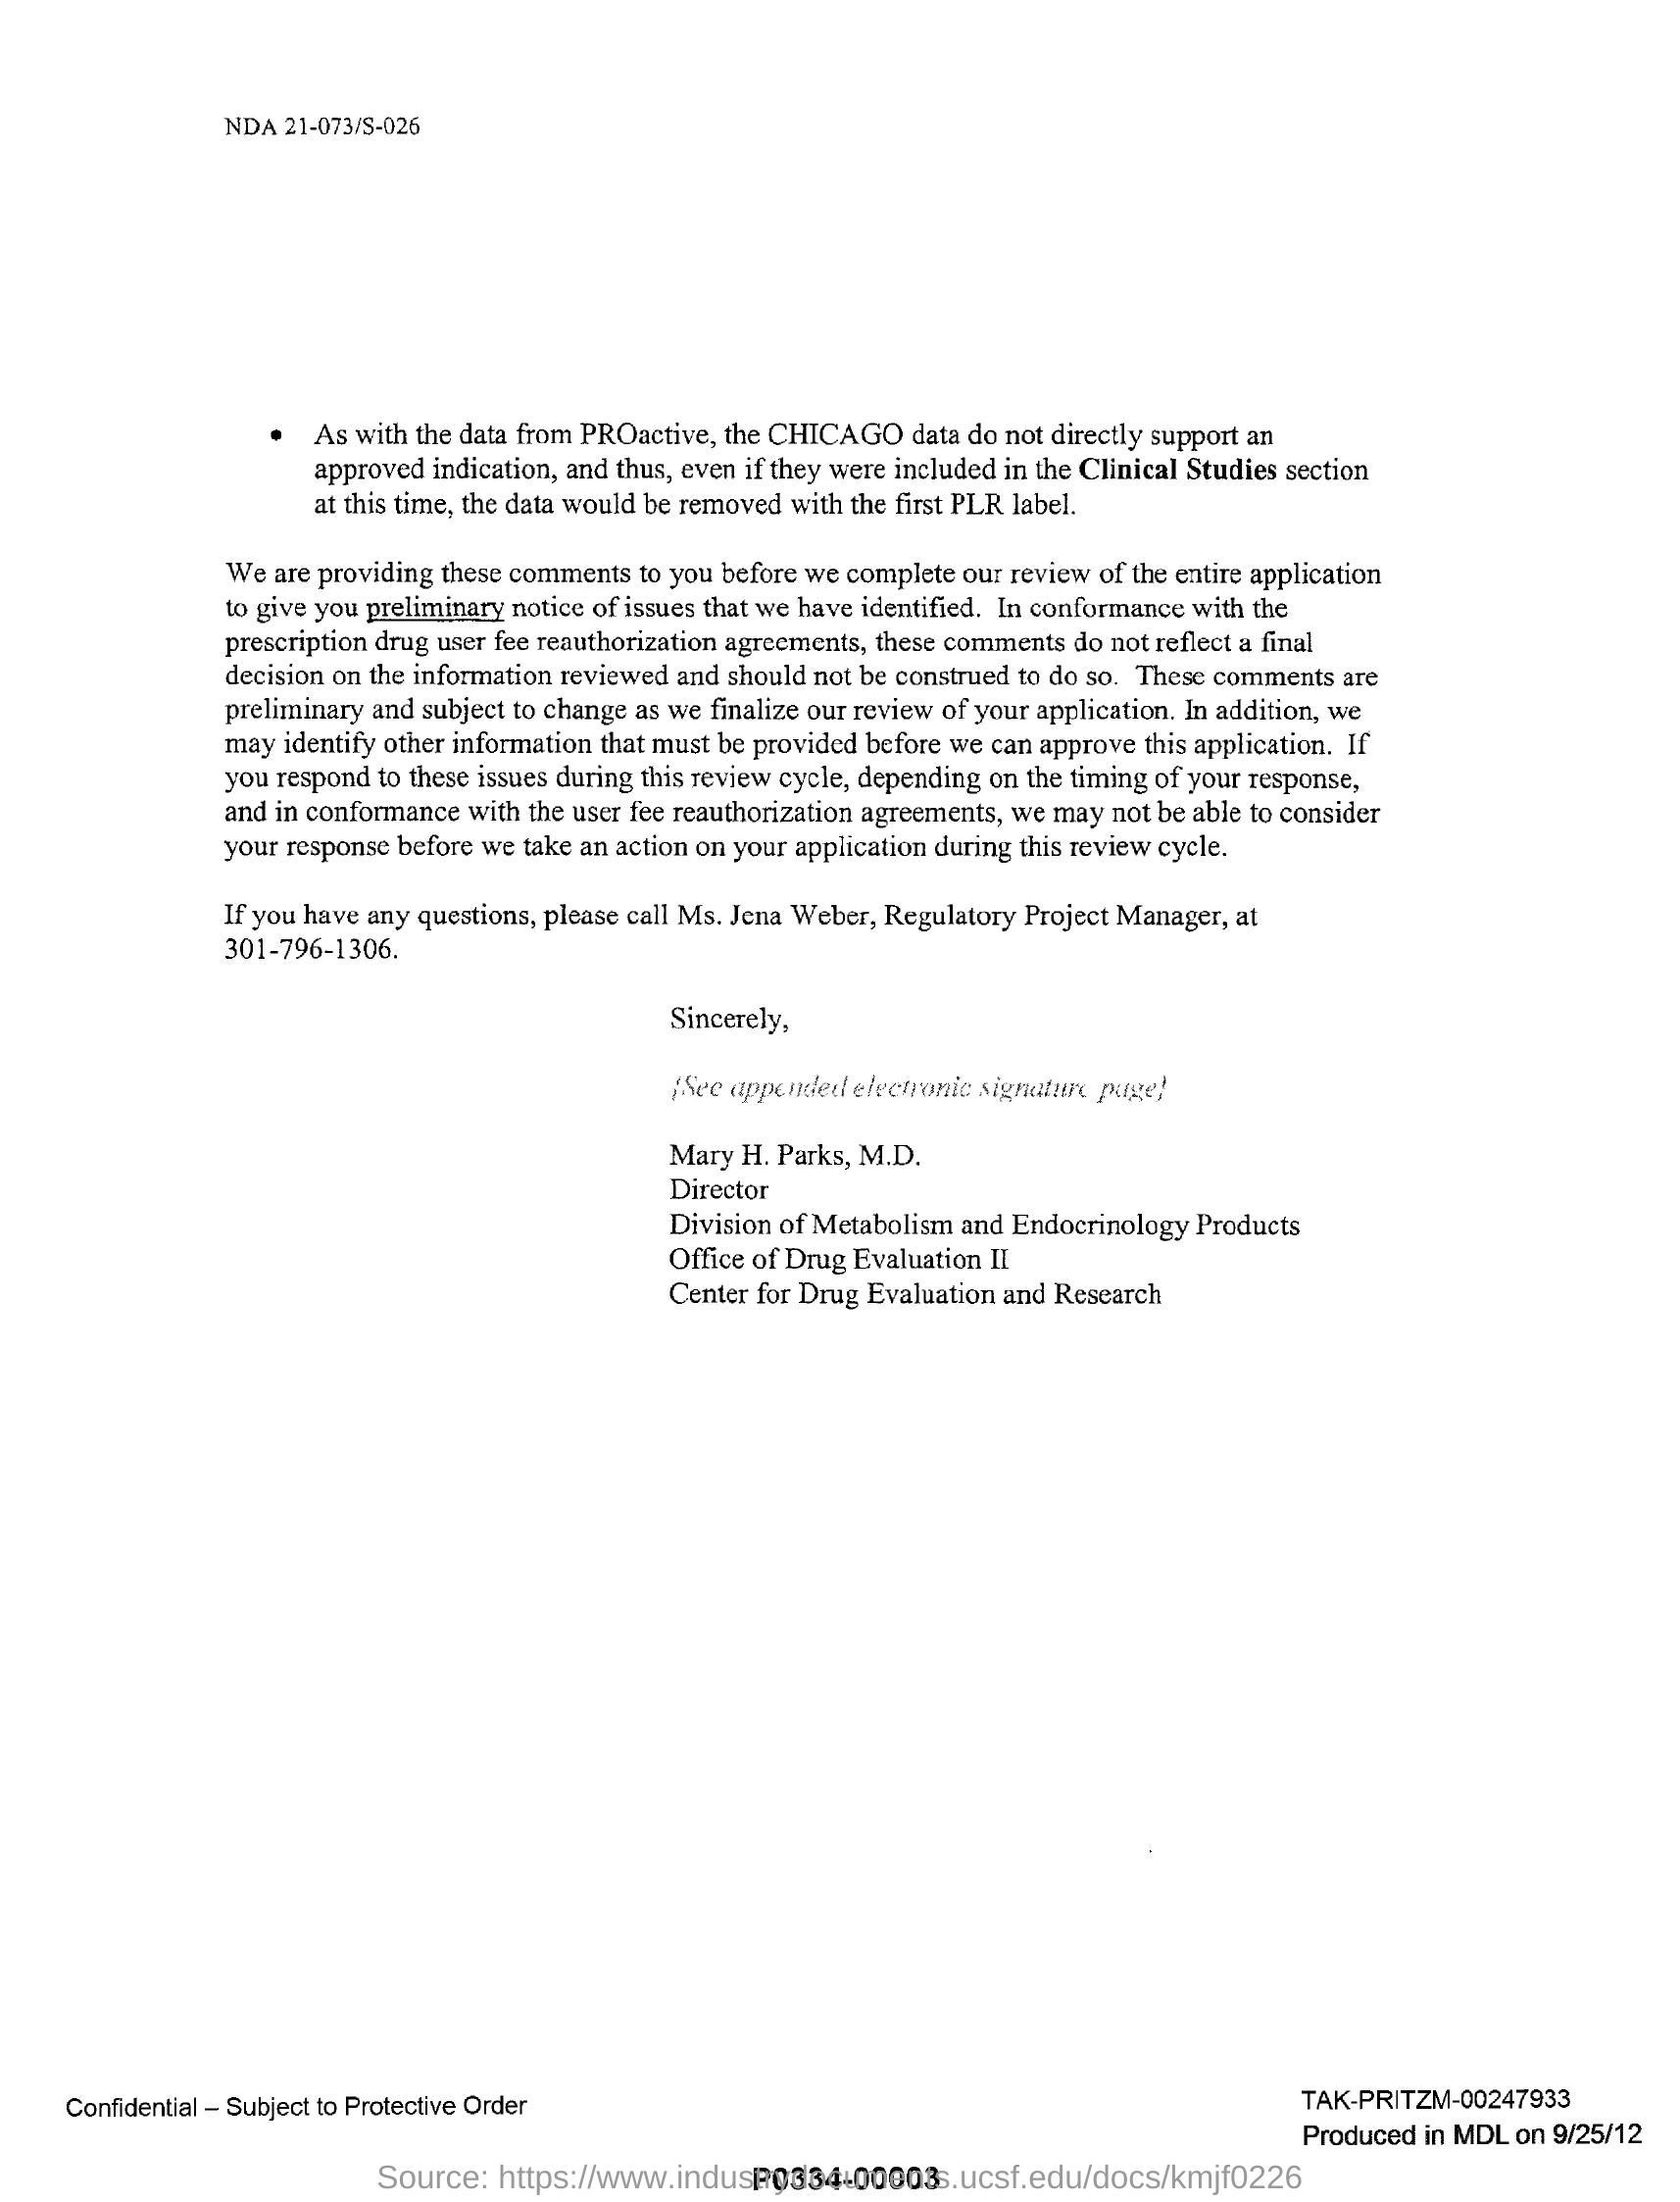 NDA 21-073/S-026
• As with the data from PROactive, the CHICAGO data do not directly support an
approved indication, and thus, even if they were included in the Clinical Studies section
at this time, the data would be removed with the first PLR label.
We are providing these comments to you before we complete our review of the entire application
to give you preliminary notice of issues that we have identified. In conformance with the
prescription drug user fee reauthorization agreements, these comments do not reflect a final
decision on the information reviewed and should not be construed to do so. These comments are
preliminary and subject to change as we finalize our review of your application. In addition, we
may identify other information that must be provided before we can approve this application. If
you respond to these issues during this review cycle, depending on the timing of your response,
and in conformance with the user fee reauthorization agreements, we may not be able to consider
your response before we take an action on your application during this review cycle.
If you have any questions, please call Ms. Jena Weber, Regulatory Project Manager, at
301-796-1306.
Sincerely,
{See appended electronic signature page}
Mary H. Parks, M.D.
Director
Division of Metabolism and Endocrinology Products
Office of Drug Evaluation II
Center for Drug Evaluation and Research
Confidential – Subject to Protective Order
TAK-PRITZM-00247933
Produced in MDL on 9/25/12
P0334-00003
Source: https://www.industrydocuments.ucsf.edu/docs/kmjf0226